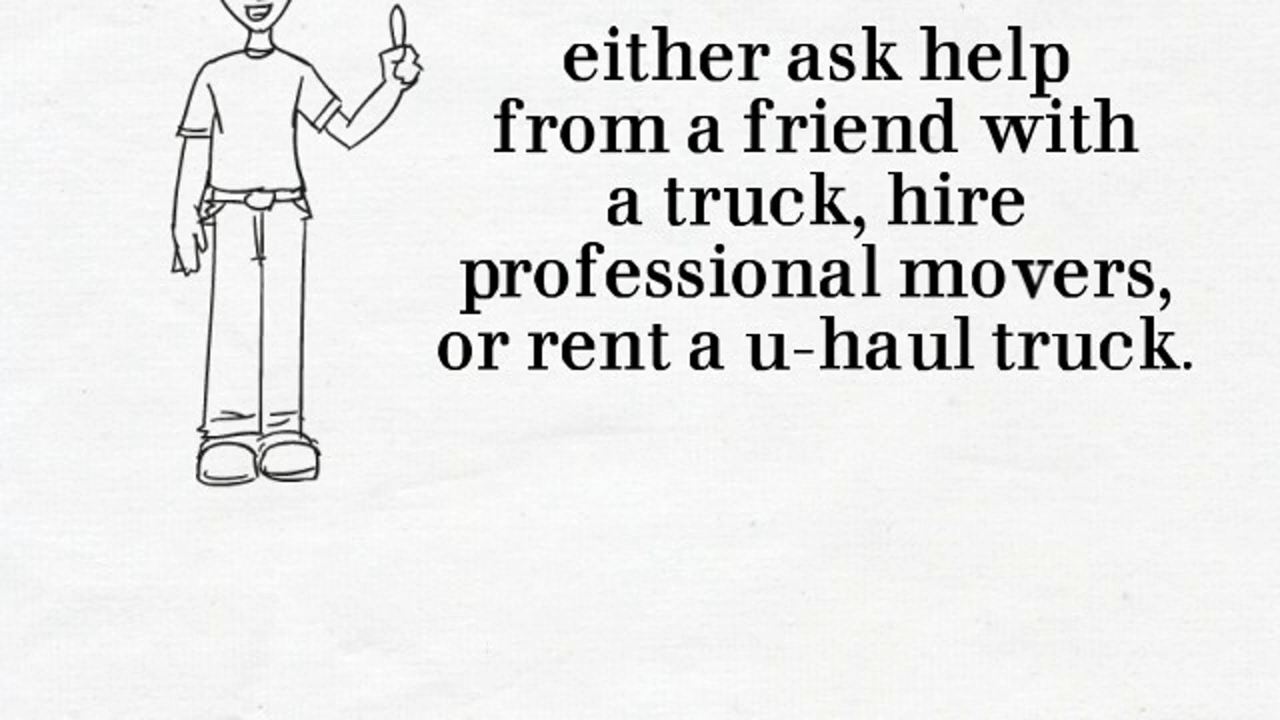 either ask help
from a friend with
a truck, hire
professional movers,
or rent a u-haul truck.